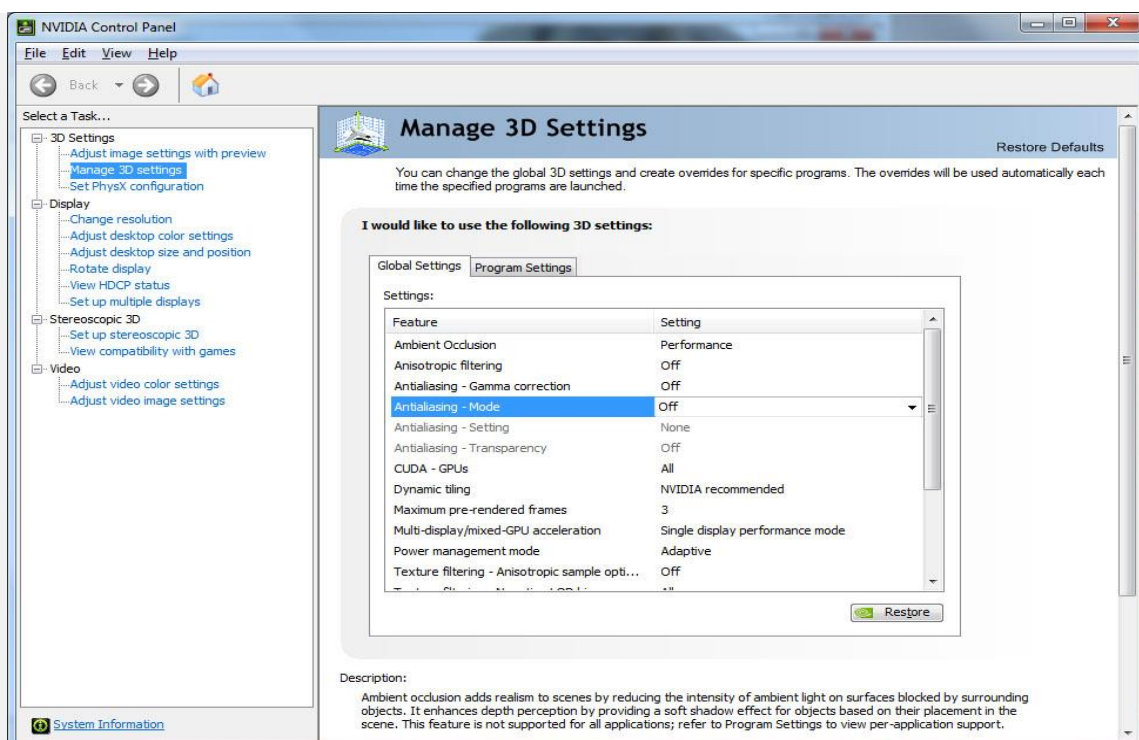 NVIDIA Control Panel
File Edit View Help
Back
Select a Task...
3D Settings
Adjust image settings with preview
Manage 3D settings
Set PhysX configuration
Display
Change resolution
Adjust desktop color settings
Adjust desktop size and position
Rotate display
View HDCP status
Set up multiple displays
Stereoscopic 3D
Set up stereoscopic 3D
View compatibility with games
Video
Adjust video color settings
Adjust video image settings
System Information
Manage 3D Settings
Restore Defaults
You can change the global 3D settings and create overrides for specific programs. The overrides will be used automatically each
time the specified programs are launched.
I would like to use the following 3D settings:
Global Settings Program Settings
Settings:
Feature Setting
Ambient Occlusion Performance
Anisotropic filtering Off
Antialiasing - Gamma correction Off
Antialiasing - Mode Off
Antialiasing - Setting None
Antialiasing - Transparency Off
CUDA - GPUs All
Dynamic tiling NVIDIA recommended
Maximum pre-rendered frames 3
Multi-display/mixed-GPU acceleration Single display performance mode
Power management mode Adaptive
Texture filtering - Anisotropic sample opti... Off
Restore
Description:
Ambient occlusion adds realism to scenes by reducing the intensity of ambient light on surfaces blocked by surrounding
objects. It enhances depth perception by providing a soft shadow effect for objects based on their placement in the
scene. This feature is not supported for all applications; refer to Program Settings to view per-application support.